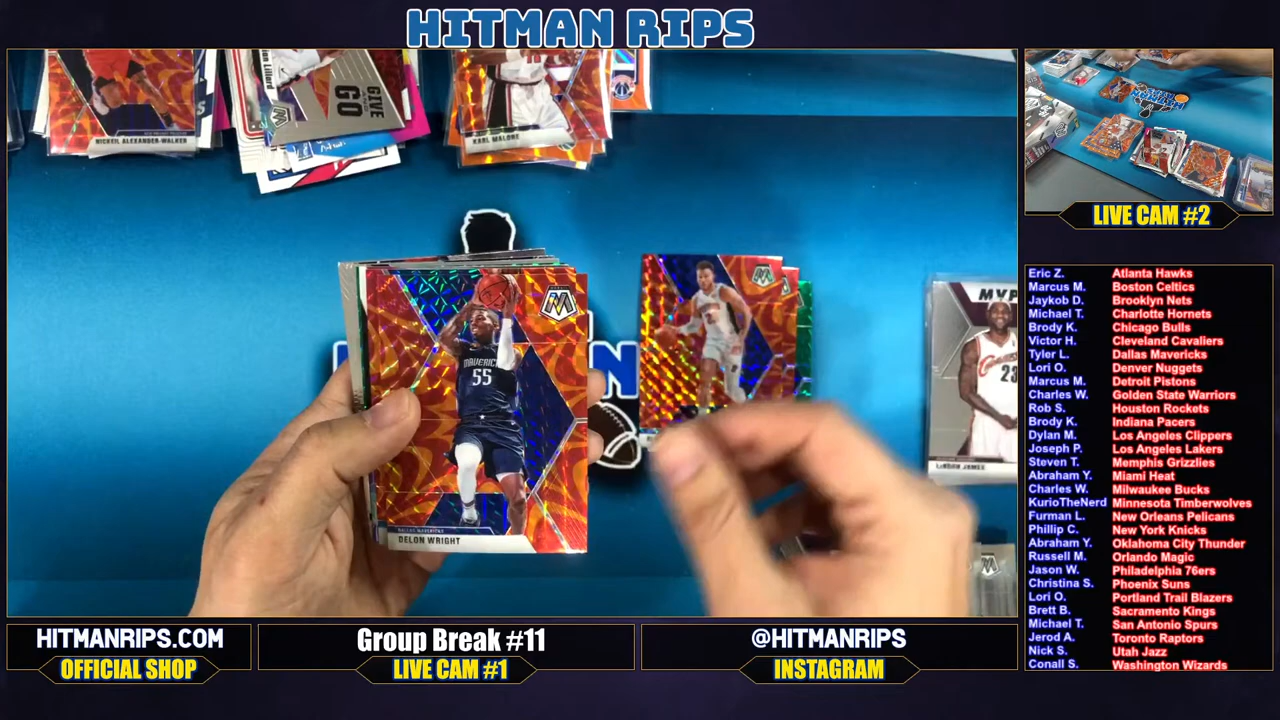 HITMAN RIPS
NICKEIL ALEXANDER-WALKER
GIVE
GO
KARL MALONE
LIVE CAM #2
MAVERICKS
55
DALLAS MAVERICKS
DELON WRIGHT
23
LEBRON JAMES
Eric Z. Atlanta Hawks
Marcus M. Boston Celtics
Jaykob D. Brooklyn Nets
Michael T. Charlotte Hornets
Brody K. Chicago Bulls
Victor H. Cleveland Cavaliers
Tyler L. Dallas Mavericks
Lori O. Denver Nuggets
Marcus M. Detroit Pistons
Charles W. Golden State Warriors
Rob S. Houston Rockets
Brody K. Indiana Pacers
Dylan M. Los Angeles Clippers
Joseph P. Los Angeles Lakers
Steven T. Memphis Grizzlies
Abraham Y. Miami Heat
Charles W. Milwaukee Bucks
KurioTheNerd Minnesota Timberwolves
Furman L. New Orleans Pelicans
Phillip C. New York Knicks
Abraham Y. Oklahoma City Thunder
Russell M. Orlando Magic
Jason W. Philadelphia 76ers
Christina S. Phoenix Suns
Lori O. Portland Trail Blazers
Brett B. Sacramento Kings
Michael T. San Antonio Spurs
Jerod A. Toronto Raptors
Nick S. Utah Jazz
Conall S. Washington Wizards
HITMANRIPS.COM
OFFICIAL SHOP
Group Break #11
LIVE CAM #1
@HITMANRIPS
INSTAGRAM